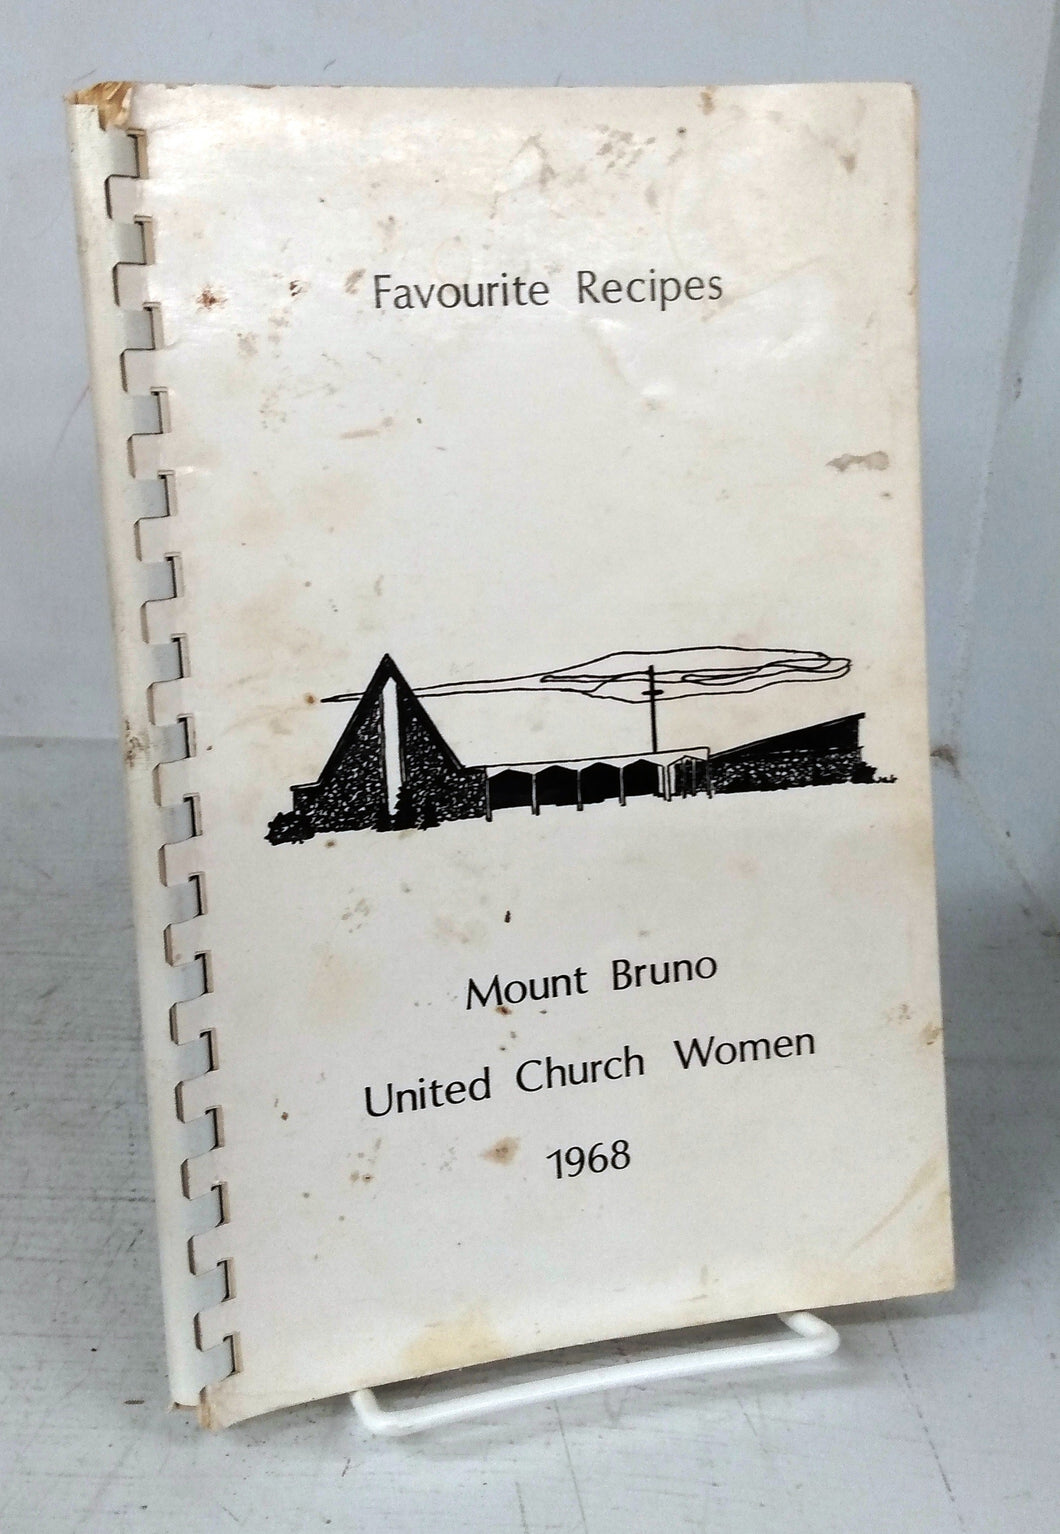 Favourite Recipes
Mount Bruno
United Church Women
1968